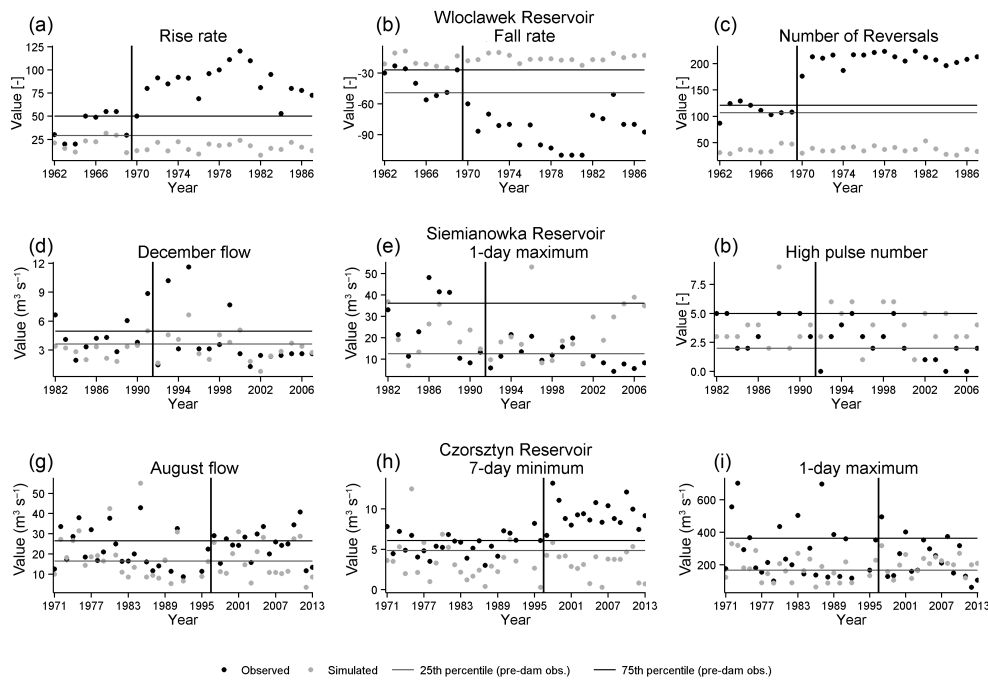 Wloclawek Reservoir
(a) Rise rate
(b) Fall rate
(c) Number of Reversals
Value [-]
125
100
75
50
25
1962 1966 1970 1974 1978 1982 1986
Year
Value [-]
-30
-60
-90
1962 1966 1970 1974 1978 1982 1986
Year
Value [-]
200
150
100
50
1962 1966 1970 1974 1978 1982 1986
Year
Siemianowka Reservoir
(d) December flow
(e) 1-day maximum
(b) High pulse number
Value (m³ s⁻¹)
12
9
6
3
1982 1986 1990 1994 1998 2002 2006
Year
Value (m³ s⁻¹)
50
40
30
20
10
1982 1986 1990 1994 1998 2002 2006
Year
Value [-]
7.5
5.0
2.5
0.0
1982 1986 1990 1994 1998 2002 2006
Year
Czorsztyn Reservoir
(g) August flow
(h) 7-day minimum
(i) 1-day maximum
Value (m³ s⁻¹)
50
40
30
20
10
1971 1977 1983 1989 1995 2001 2007 2013
Year
Value (m³ s⁻¹)
10
5
0
1971 1977 1983 1989 1995 2001 2007 2013
Year
Value (m³ s⁻¹)
600
400
200
1971 1977 1983 1989 1995 2001 2007 2013
Year
Observed Simulated 25th percentile (pre-dam obs.) 75th percentile (pre-dam obs.)